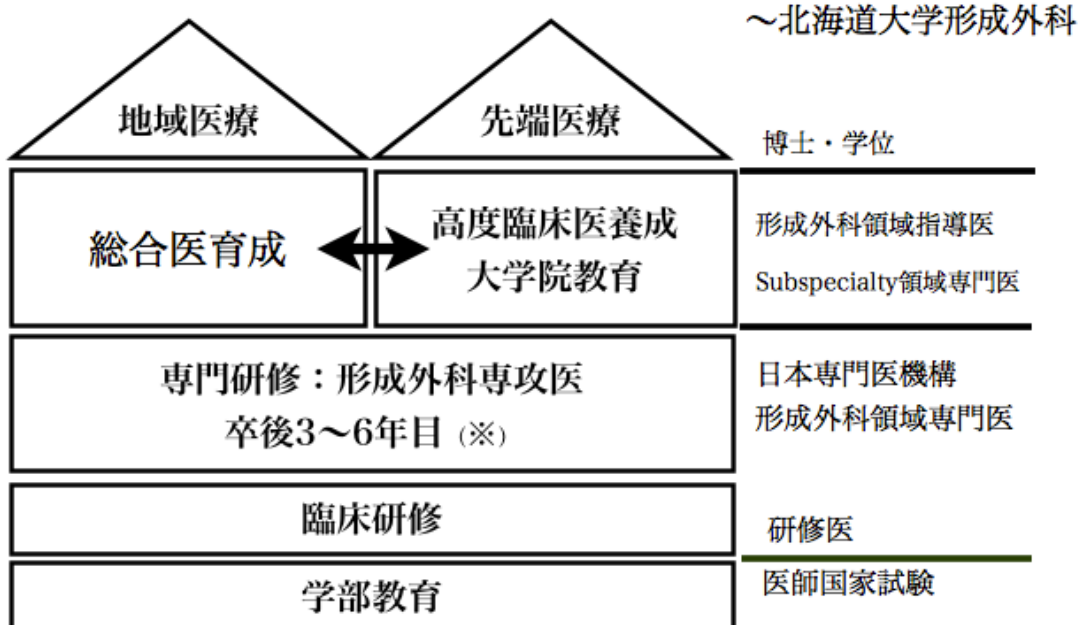 ～北海道大学形成外科
地域医療
先端医療
博士・学位
総合医育成
高度臨床医養成
大学院教育
形成外科領域指導医
Subspecialty領域専門医
専門研修：形成外科専攻医
卒後3～6年目 (※)
日本専門医機構
形成外科領域専門医
臨床研修
研修医
学部教育
医師国家試験